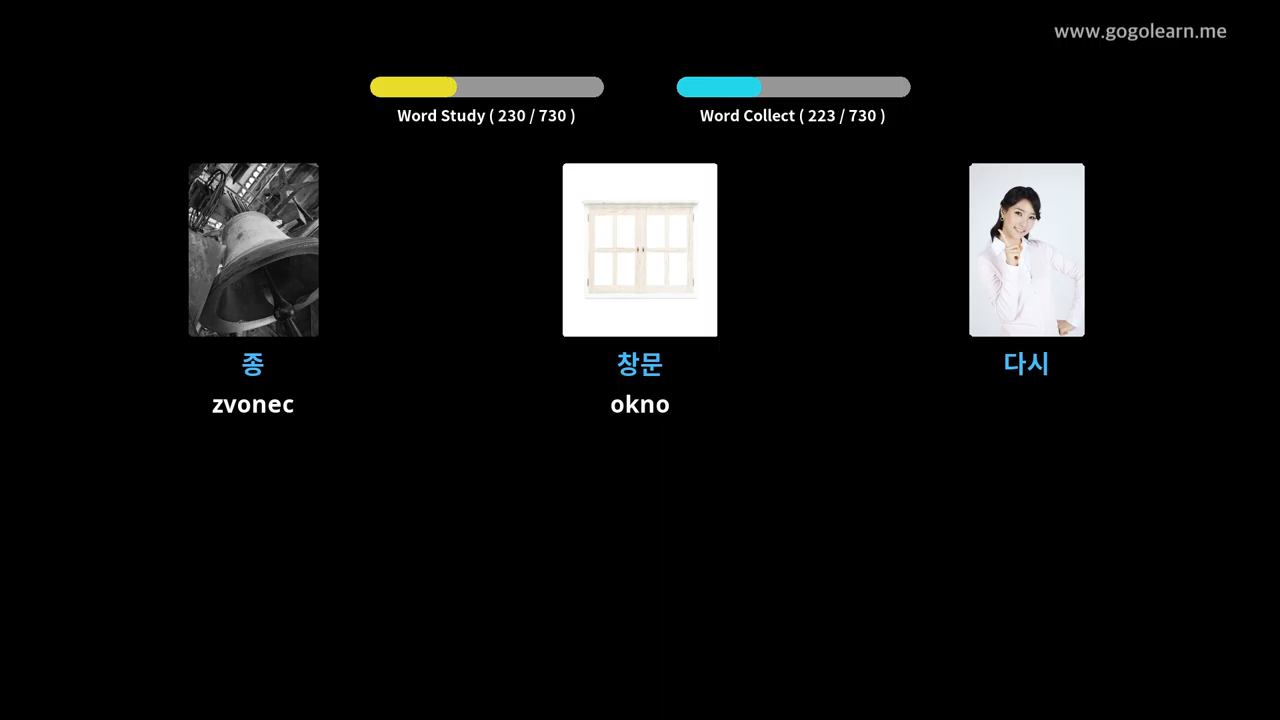 www.gogolearn.me
Word Study ( 230 / 730 )
Word Collect ( 223 / 730 )
종
창문
다시
zvonec
okno